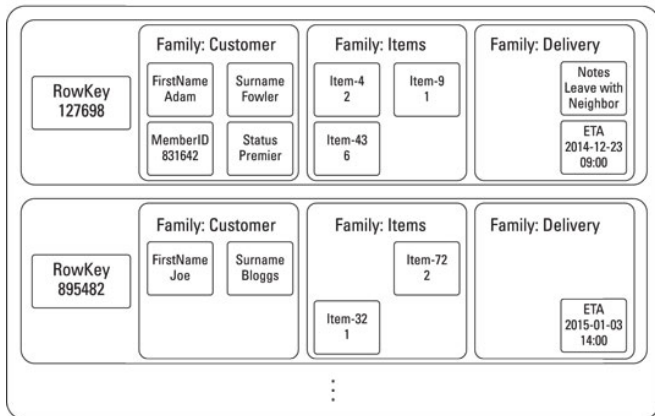 Family: Customer
Family: Items
Family: Delivery
RowKey
127698
FirstName
Adam
Surname
Fowler
MemberID
831642
Status
Premier
Item-4
2
Item-9
1
Item-43
6
Notes
Leave with
Neighbor
ETA
2014-12-23
09:00
Family: Customer
Family: Items
Family: Delivery
RowKey
895482
FirstName
Joe
Surname
Bloggs
Item-72
2
Item-32
1
ETA
2015-01-03
14:00